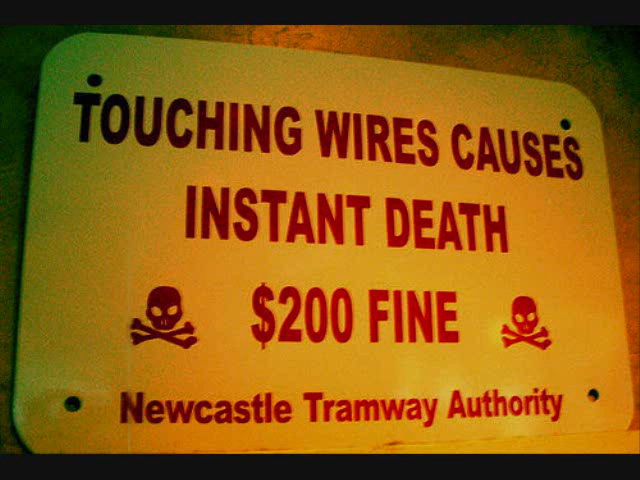 TOUCHING WIRES CAUSES
INSTANT DEATH
$200 FINE
Newcastle Tramway Authority